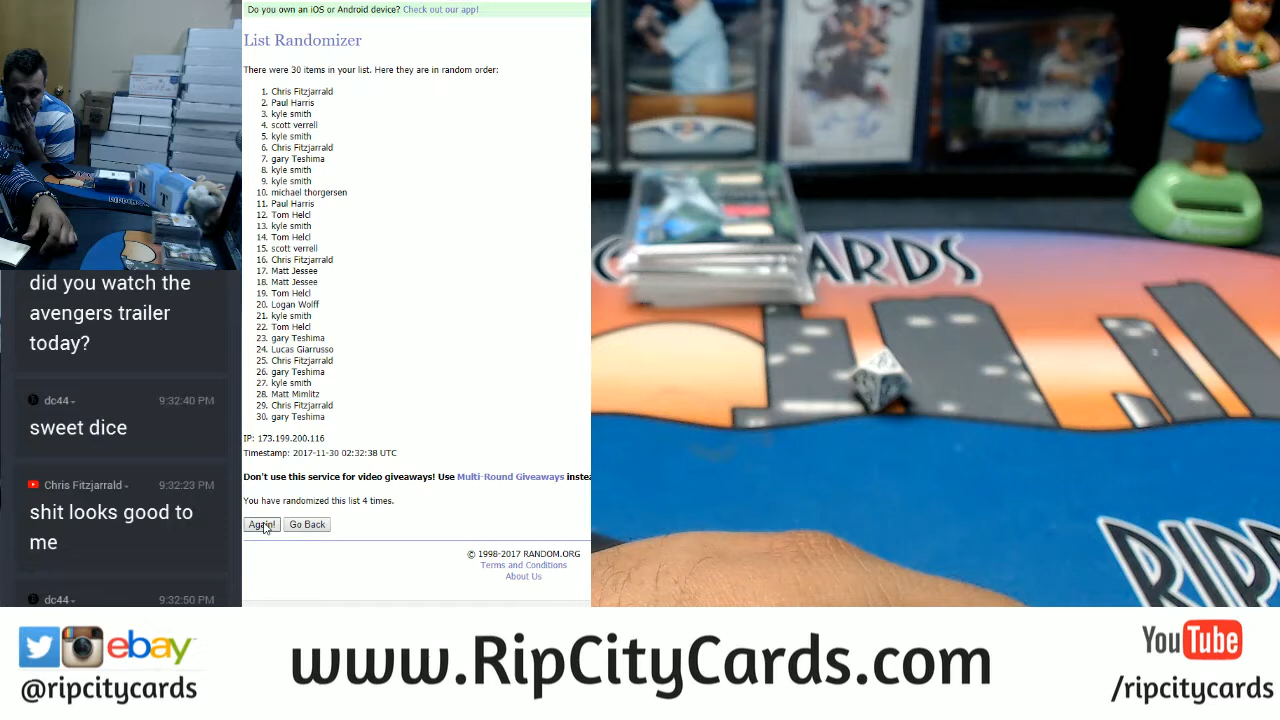 Do you own an iOS or Android device? Check out our app!
List Randomizer
There were 30 items in your list. Here they are in random order:
1. Chris Fitzjarrald
2. Paul Harris
3. kyle smith
4. scott verrell
5. kyle smith
6. Chris Fitzjarrald
7. gary Teshima
8. kyle smith
9. kyle smith
10. michael thorgersen
11. Paul Harris
12. Tom Helcl
13. kyle smith
14. Tom Helcl
15. scott verrell
16. Chris Fitzjarrald
17. Matt Jessee
18. Matt Jessee
19. Tom Helcl
20. Logan Wolff
21. kyle smith
22. Tom Helcl
23. gary Teshima
24. Lucas Giarrusso
25. Chris Fitzjarrald
26. gary Teshima
27. kyle smith
28. Matt Mimlitz
29. Chris Fitzjarrald
30. gary Teshima
IP: 173.199.200.116
Timestamp: 2017-11-30 02:32:38 UTC
Don't use this service for video giveaways! Use Multi-Round Giveaways inste
You have randomized this list 4 times.
Again! Go Back
© 1998-2017 RANDOM.ORG
Terms and Conditions
About Us
did you watch the
avengers trailer
today?
dc44 9:32:40 PM
sweet dice
Chris Fitzjarrald 9:32:23 PM
shit looks good to
me
dc44 9:32:50 PM
ARDS
RIPP
ebay
@ripcitycards
www.RipCityCards.com
YouTube
/ripcitycards